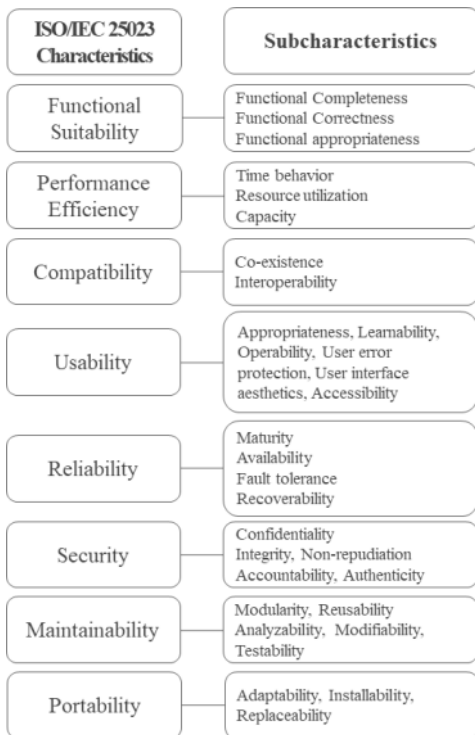 ISO/IEC 25023
Characteristics
Subcharacteristics
Functional
Suitability
Functional Completeness
Functional Correctness
Functional appropriateness
Performance
Efficiency
Time behavior
Resource utilization
Capacity
Compatibility
Co-existence
Interoperability
Usability
Appropriateness, Learnability,
Operability, User error
protection, User interface
aesthetics, Accessibility
Reliability
Maturity
Availability
Fault tolerance
Recoverability
Security
Confidentiality
Integrity, Non-repudiation
Accountability, Authenticity
Maintainability
Modularity, Reusability
Analyzability, Modifiability,
Testability
Portability
Adaptability, Installability,
Replaceability